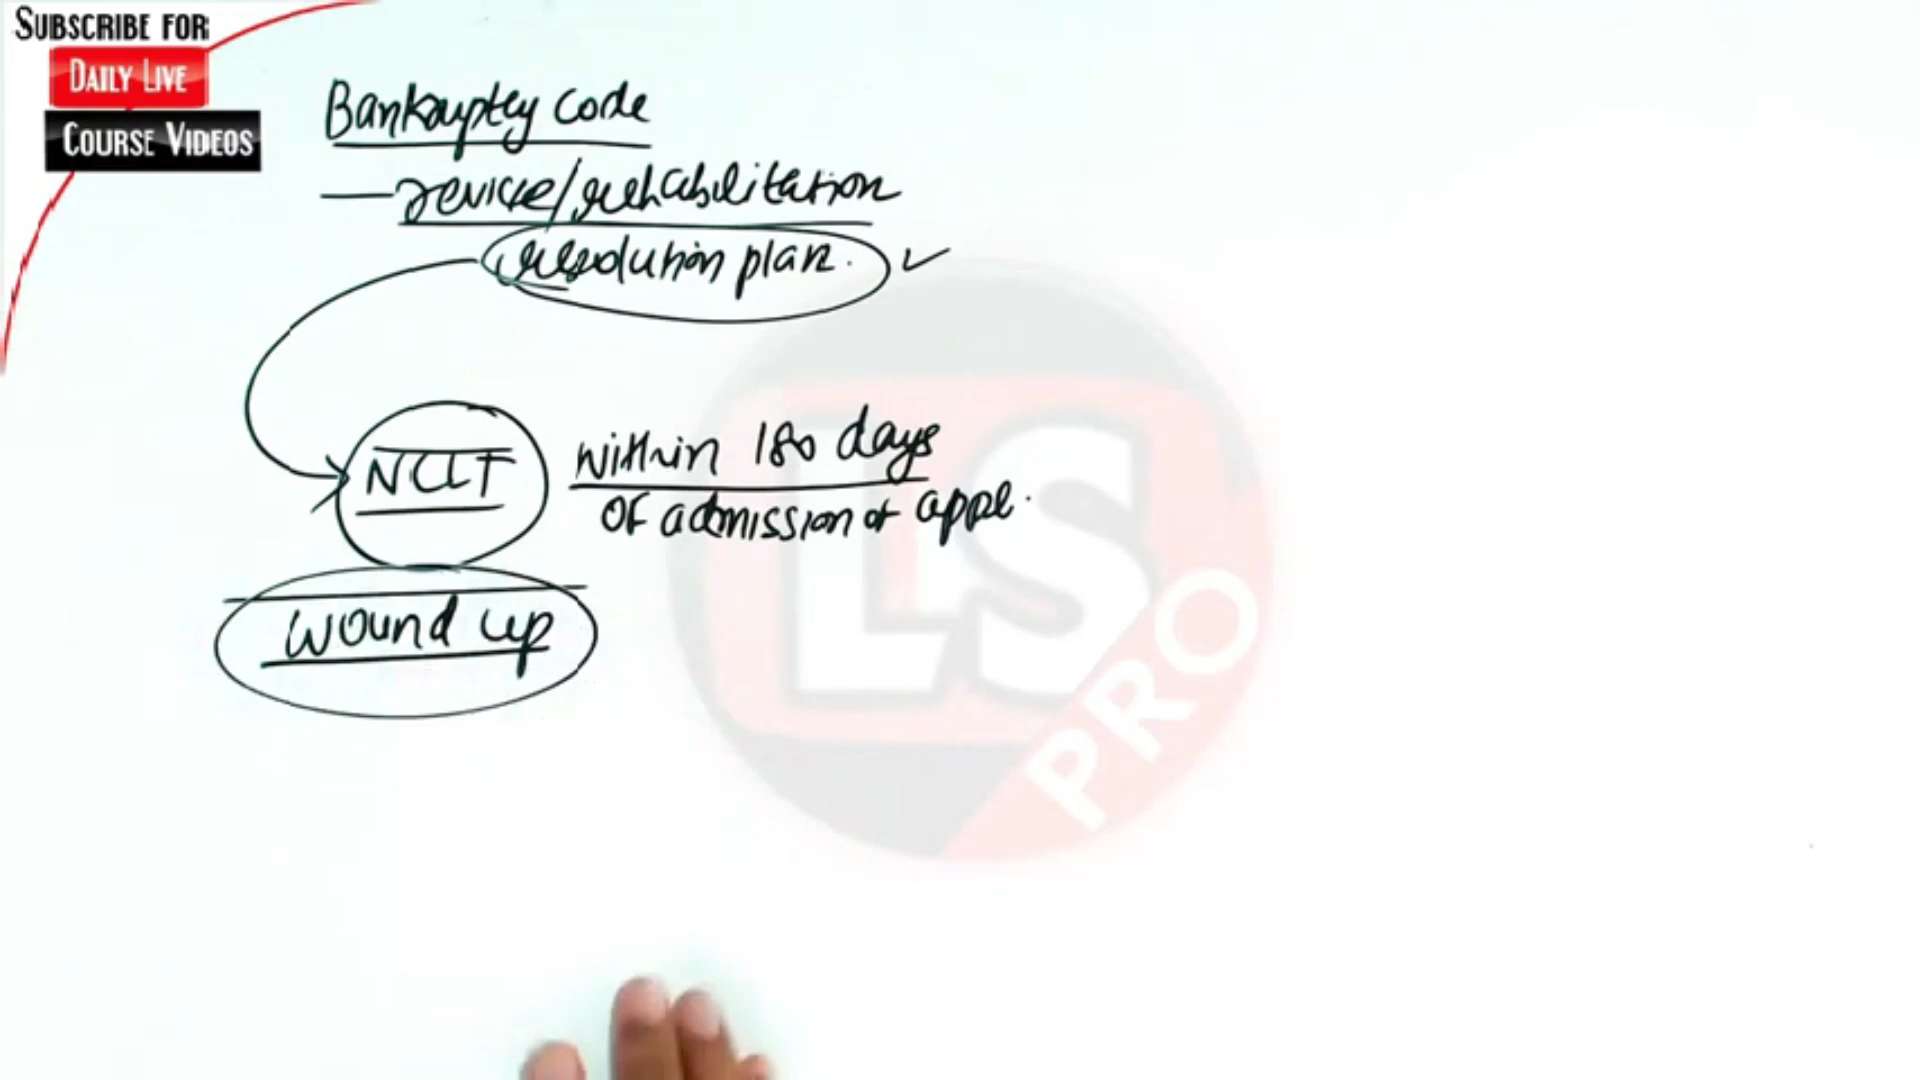 SUBSCRIBE FOR
DAILY LIVE
COURSE VIDEOS
Bankruptcy code
— revive/rehabilitation
resolution plan.
NCLT within 180 days
of admission of appl.
wound up
LS
PRO